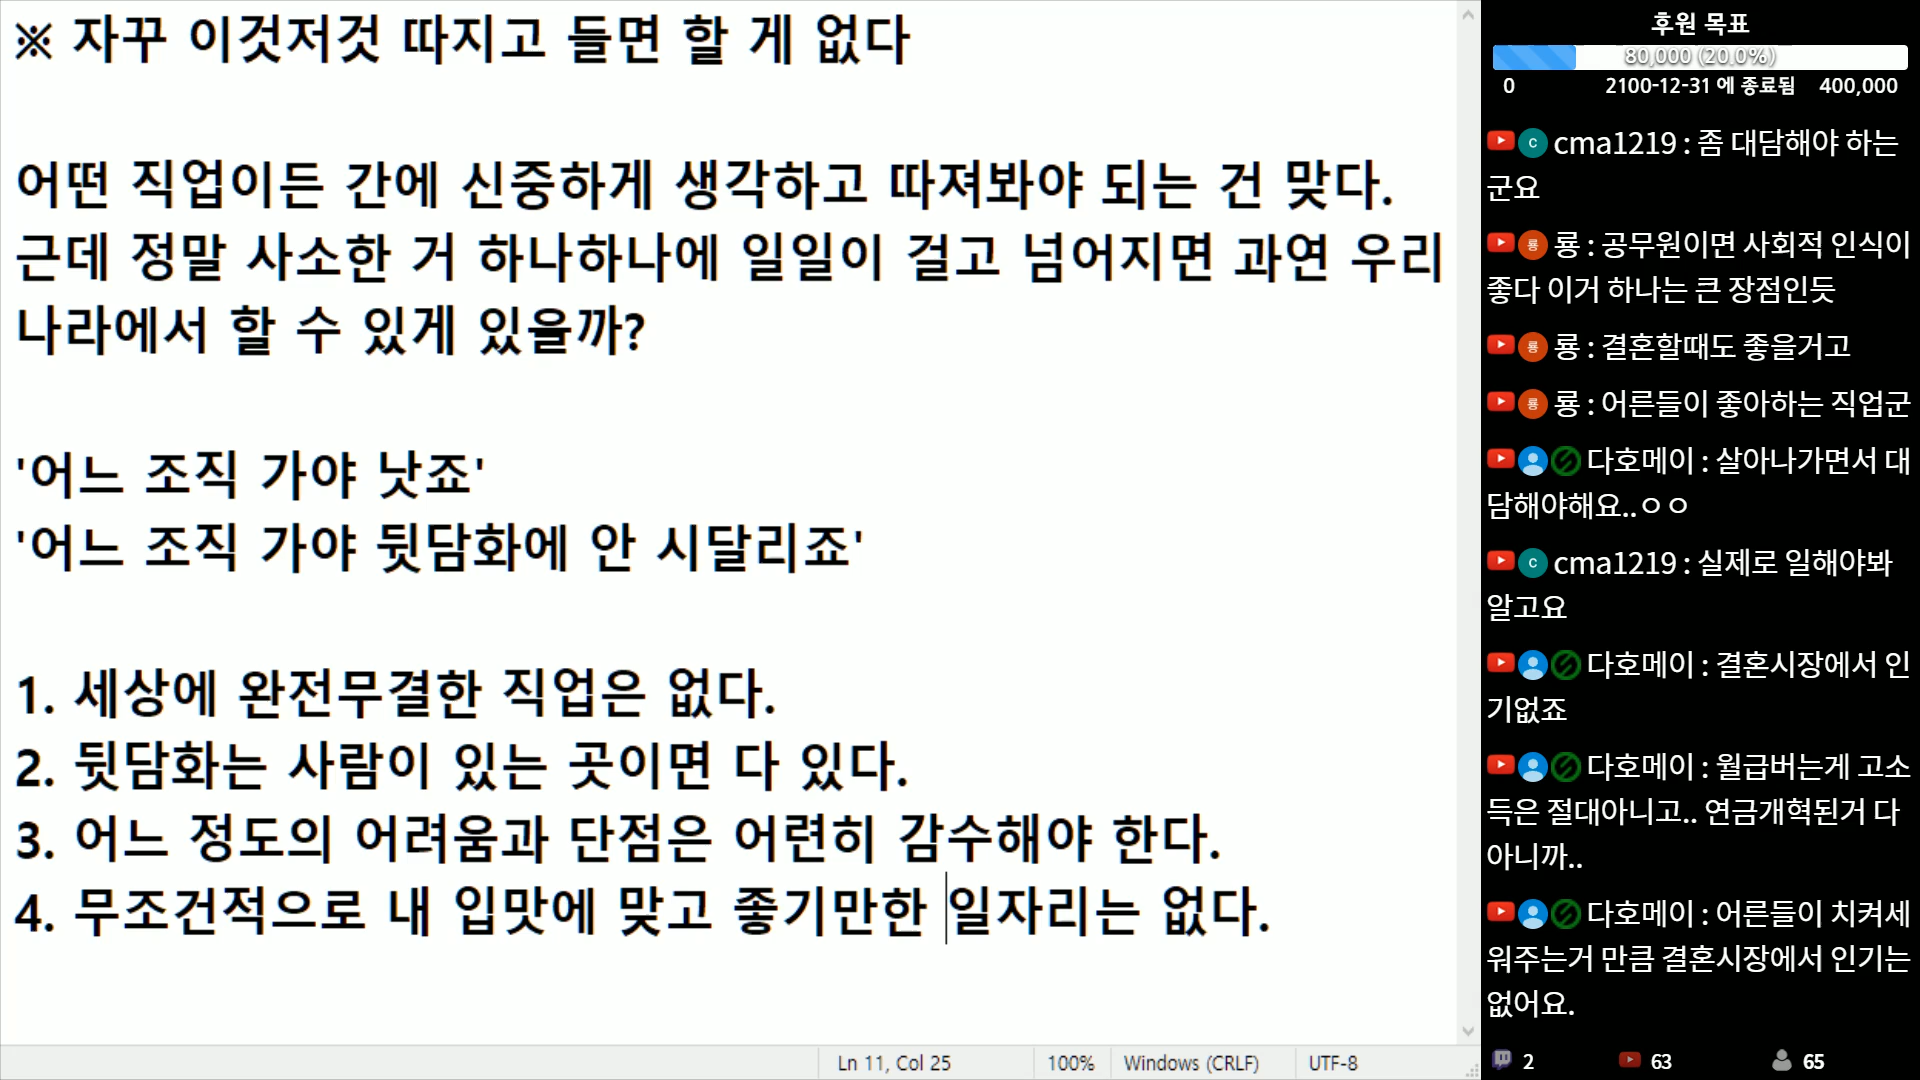 ※ 자꾸 이것저것 따지고 들면 할 게 없다
어떤 직업이든 간에 신중하게 생각하고 따져봐야 되는 건 맞다.
근데 정말 사소한 거 하나하나에 일일이 걸고 넘어지면 과연 우리
나라에서 할 수 있게 있을까?
'어느 조직 가야 낫죠'
'어느 조직 가야 뒷담화에 안 시달리죠'
1. 세상에 완전무결한 직업은 없다.
2. 뒷담화는 사람이 있는 곳이면 다 있다.
3. 어느 정도의 어려움과 단점은 어련히 감수해야 한다.
4. 무조건적으로 내 입맛에 맞고 좋기만한 일자리는 없다.
Ln 11, Col 25
100%
Windows (CRLF)
UTF-8
후원 목표
80,000 (20.0%)
0 2100-12-31 에 종료됨 400,000
c cma1219 : 좀 대담해야 하는
군요
룡 룡 : 공무원이면 사회적 인식이
좋다 이거 하나는 큰 장점인듯
룡 룡 : 결혼할때도 좋을거고
룡 룡 : 어른들이 좋아하는 직업군
다호메이 : 살아나가면서 대
담해야해요..ㅇㅇ
c cma1219 : 실제로 일해야봐
알고요
다호메이 : 결혼시장에서 인
기없죠
다호메이 : 월급버는게 고소
득은 절대아니고.. 연금개혁된거 다
아니까..
다호메이 : 어른들이 치켜세
워주는거 만큼 결혼시장에서 인기는
없어요.
2 63 65